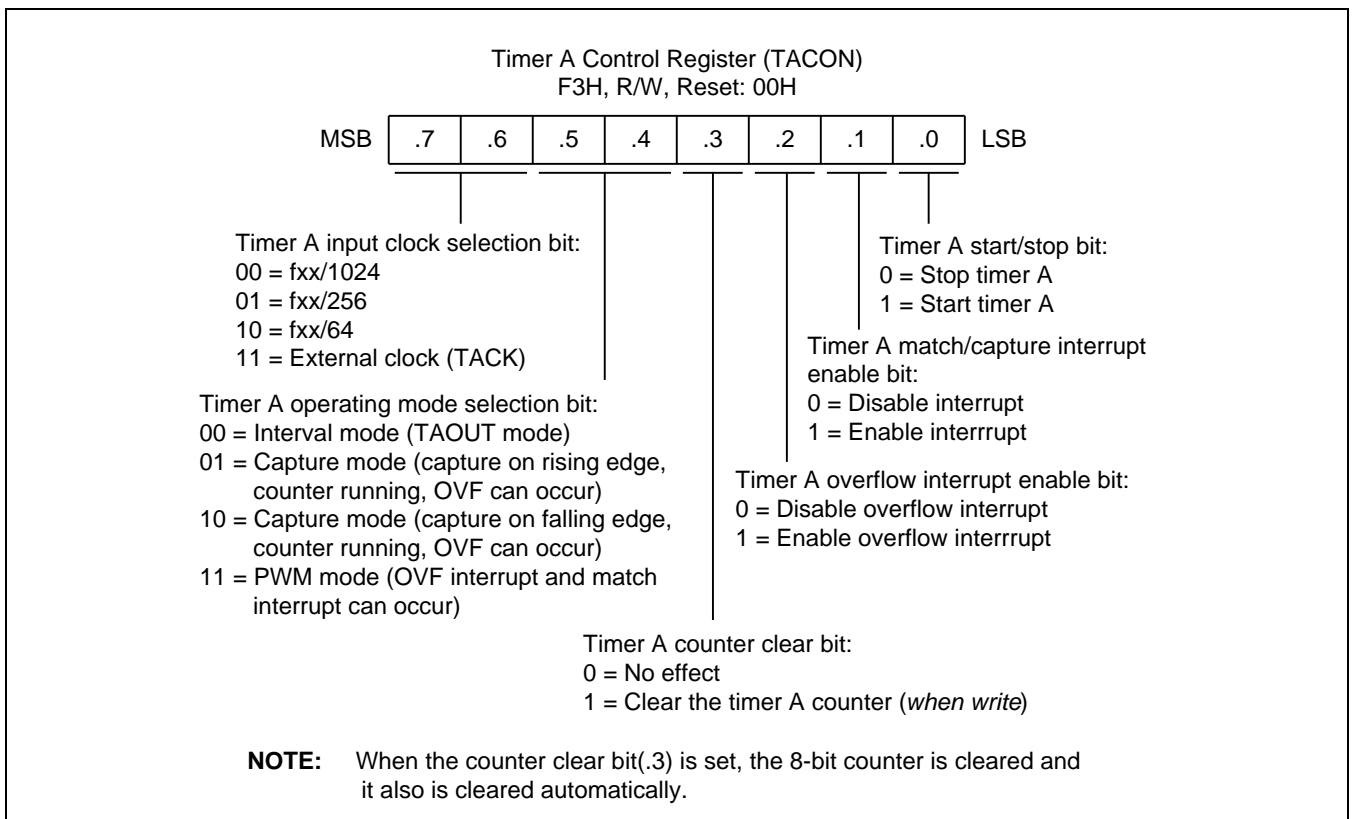 Timer A Control Register (TACON)
F3H, R/W, Reset: 00H
MSB .7 .6 .5 .4 .3 .2 .1 .0 LSB
Timer A input clock selection bit:
00 = fxx/1024
01 = fxx/256
10 = fxx/64
11 = External clock (TACK)
Timer A start/stop bit:
0 = Stop timer A
1 = Start timer A
Timer A match/capture interrupt
enable bit:
0 = Disable interrupt
1 = Enable interrrupt
Timer A operating mode selection bit:
00 = Interval mode (TAOUT mode)
01 = Capture mode (capture on rising edge,
counter running, OVF can occur)
10 = Capture mode (capture on falling edge,
counter running, OVF can occur)
11 = PWM mode (OVF interrupt and match
interrupt can occur)
Timer A overflow interrupt enable bit:
0 = Disable overflow interrupt
1 = Enable overflow interrrupt
Timer A counter clear bit:
0 = No effect
1 = Clear the timer A counter (when write)
NOTE: When the counter clear bit(.3) is set, the 8-bit counter is cleared and
it also is cleared automatically.